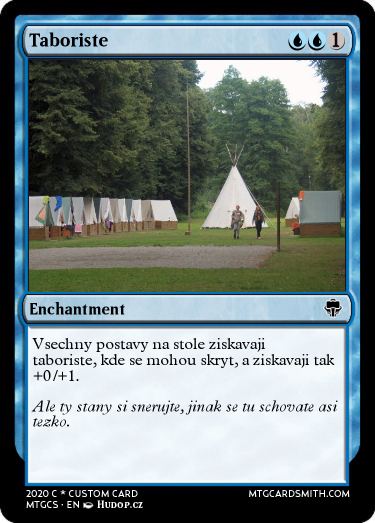 Taboriste 1
Enchantment
Vsechny postavy na stole ziskavaji
taboriste, kde se mohou skryt, a ziskavaji tak
+0/+1.
Ale ty stany si snerujte, jinak se tu schovate asi
tezko.
2020 C * CUSTOM CARD MTGCARDSMITH.COM
MTGCS · EN HUDOP.CZ